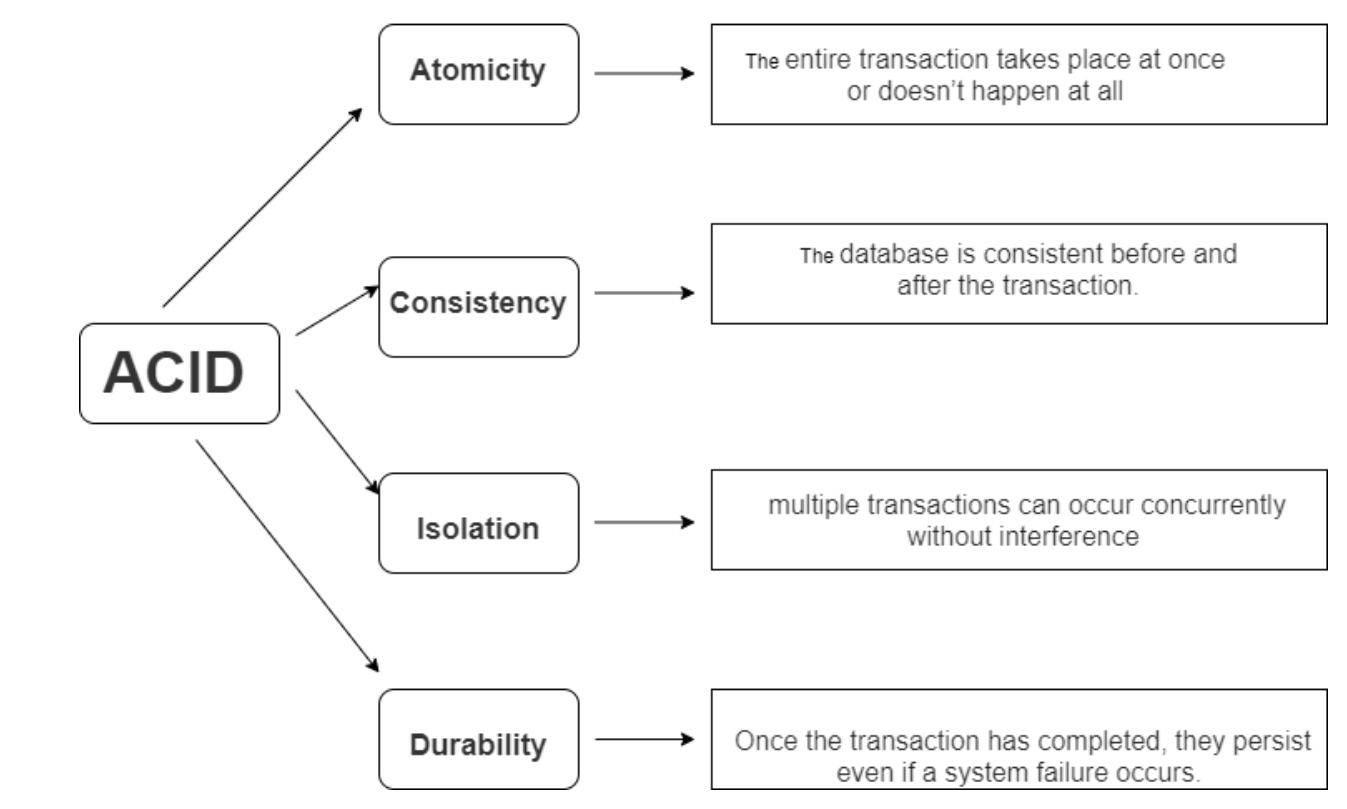 Atomicity
The entire transaction takes place at once
or doesn't happen at all
Consistency
The database is consistent before and
after the transaction.
ACID
Isolation
multiple transactions can occur concurrently
without interference
Durability
Once the transaction has completed, they persist
even if a system failure occurs.